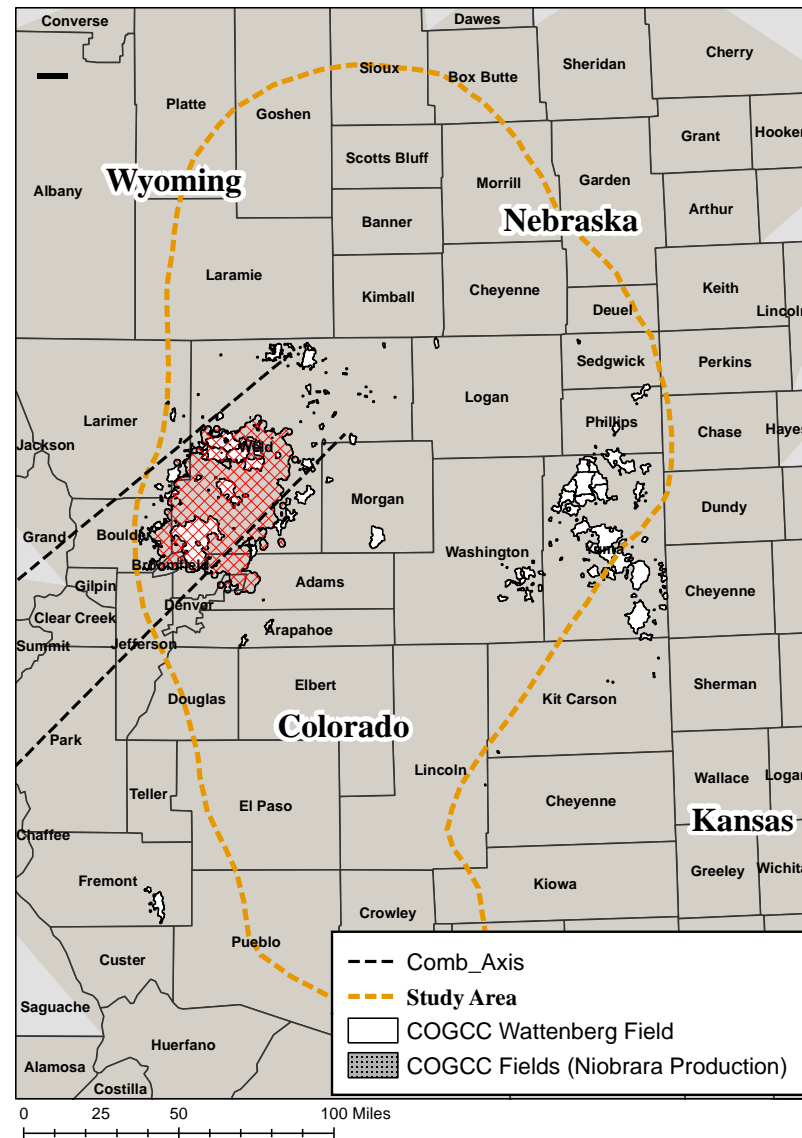 Converse
Dawes
Sioux
Box Butte
Sheridan
Cherry
Platte
Goshen
Grant
Hooker
Scotts Bluff
Albany
Wyoming
Morrill
Garden
Banner
Nebraska
Arthur
Laramie
Kimball
Cheyenne
Keith
Deuel
Lincoln
Sedgwick
Perkins
Larimer
Logan
Phillips
Chase
Hayes
Jackson
Weld
Morgan
Dundy
Grand
Boulder
Washington
Yuma
Broomfield
Gilpin
Adams
Cheyenne
Denver
Clear Creek
Arapahoe
Summit
Jefferson
Elbert
Sherman
Douglas
Kit Carson
Colorado
Park
Lincoln
Wallace
Logan
Teller
El Paso
Cheyenne
Kansas
Chaffee
Greeley
Wichita
Fremont
Kiowa
Crowley
Pueblo
Custer
Comb_Axis
Study Area
Saguache
COGCC Wattenberg Field
Huerfano
COGCC Fields (Niobrara Production)
Alamosa
Costilla
0 25 50 100 Miles